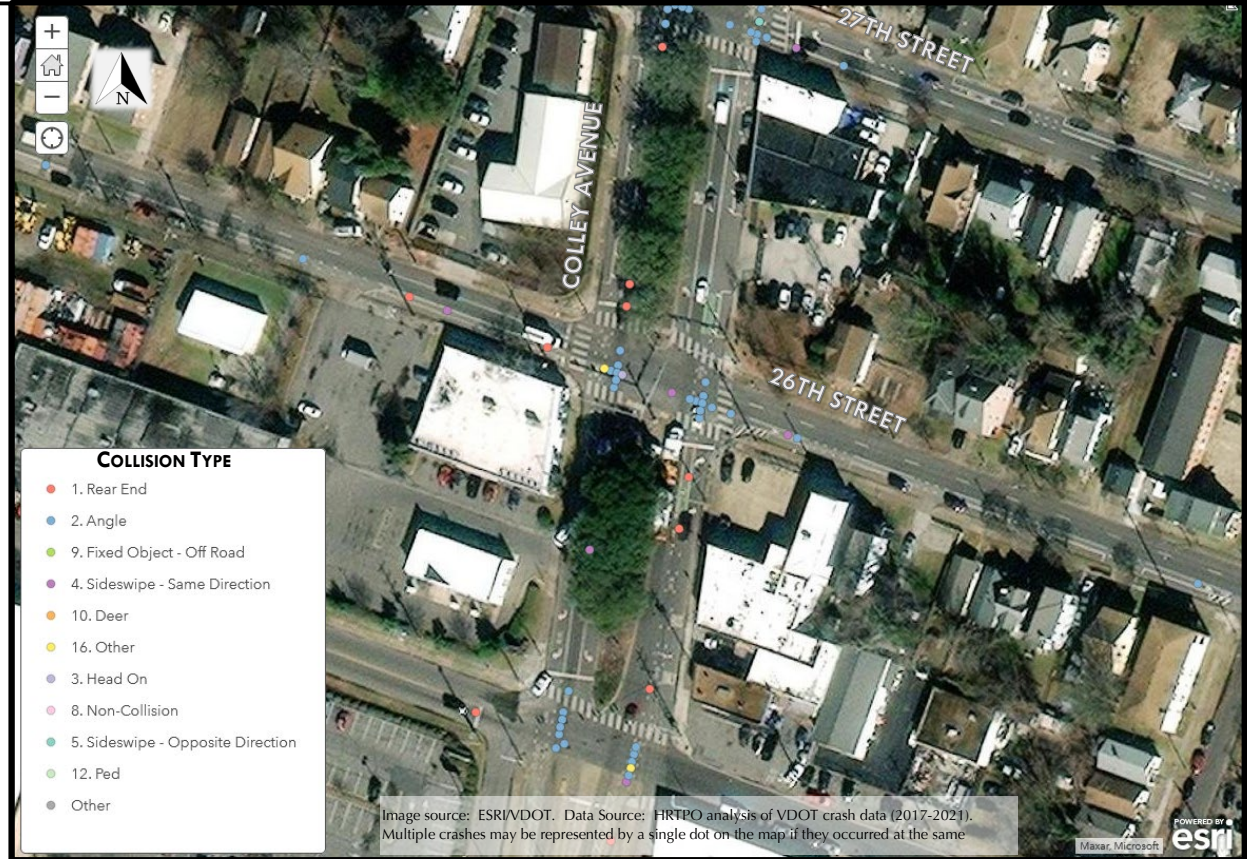 +
27TH STREET
N
−
COLLEY AVENUE
26TH STREET
COLLISION TYPE
1. Rear End
2. Angle
9. Fixed Object - Off Road
4. Sideswipe - Same Direction
10. Deer
16. Other
3. Head On
8. Non-Collision
5. Sideswipe - Opposite Direction
12. Ped
Other
Image source: ESRI/VDOT. Data Source: HRTPO analysis of VDOT crash data (2017-2021).
Multiple crashes may be represented by a single dot on the map if they occurred at the same
Maxar, Microsoft
POWERED BY
esri